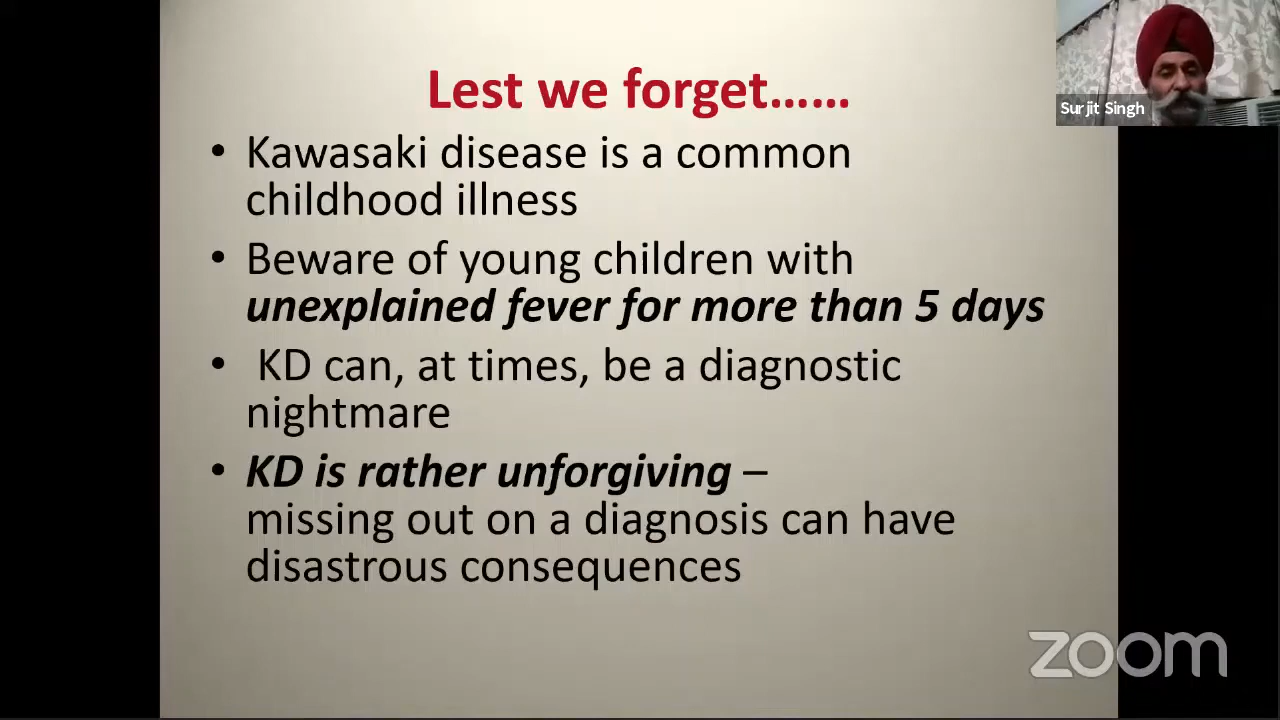 Lest we forget......
• Kawasaki disease is a common
childhood illness
• Beware of young children with
unexplained fever for more than 5 days
• KD can, at times, be a diagnostic
nightmare
• KD is rather unforgiving –
missing out on a diagnosis can have
disastrous consequences
Surjit Singh
zoom